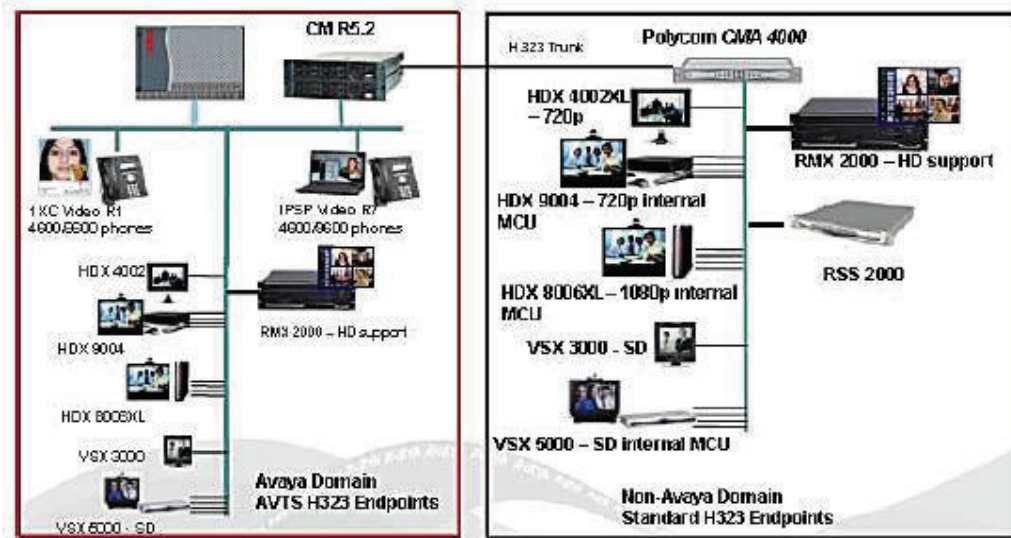 CM R5.2
1XC Video R1
4600/9600 phones
IPSP Video R7
4600/9600 phones
HDX 4002
HDX 9004
RMX 2000 – HD support
HDX 8006XL
VSX 3000
VSX 5000 - SD
Avaya Domain
AVTS H323 Endpoints
H.323 Trunk
Polycom CMA 4000
HDX 4002XL
– 720p
RMX 2000 – HD support
HDX 9004 – 720p internal
MCU
RSS 2000
HDX 8006XL – 1080p internal
MCU
VSX 3000 - SD
VSX 5000 – SD internal MCU
Non-Avaya Domain
Standard H323 Endpoints